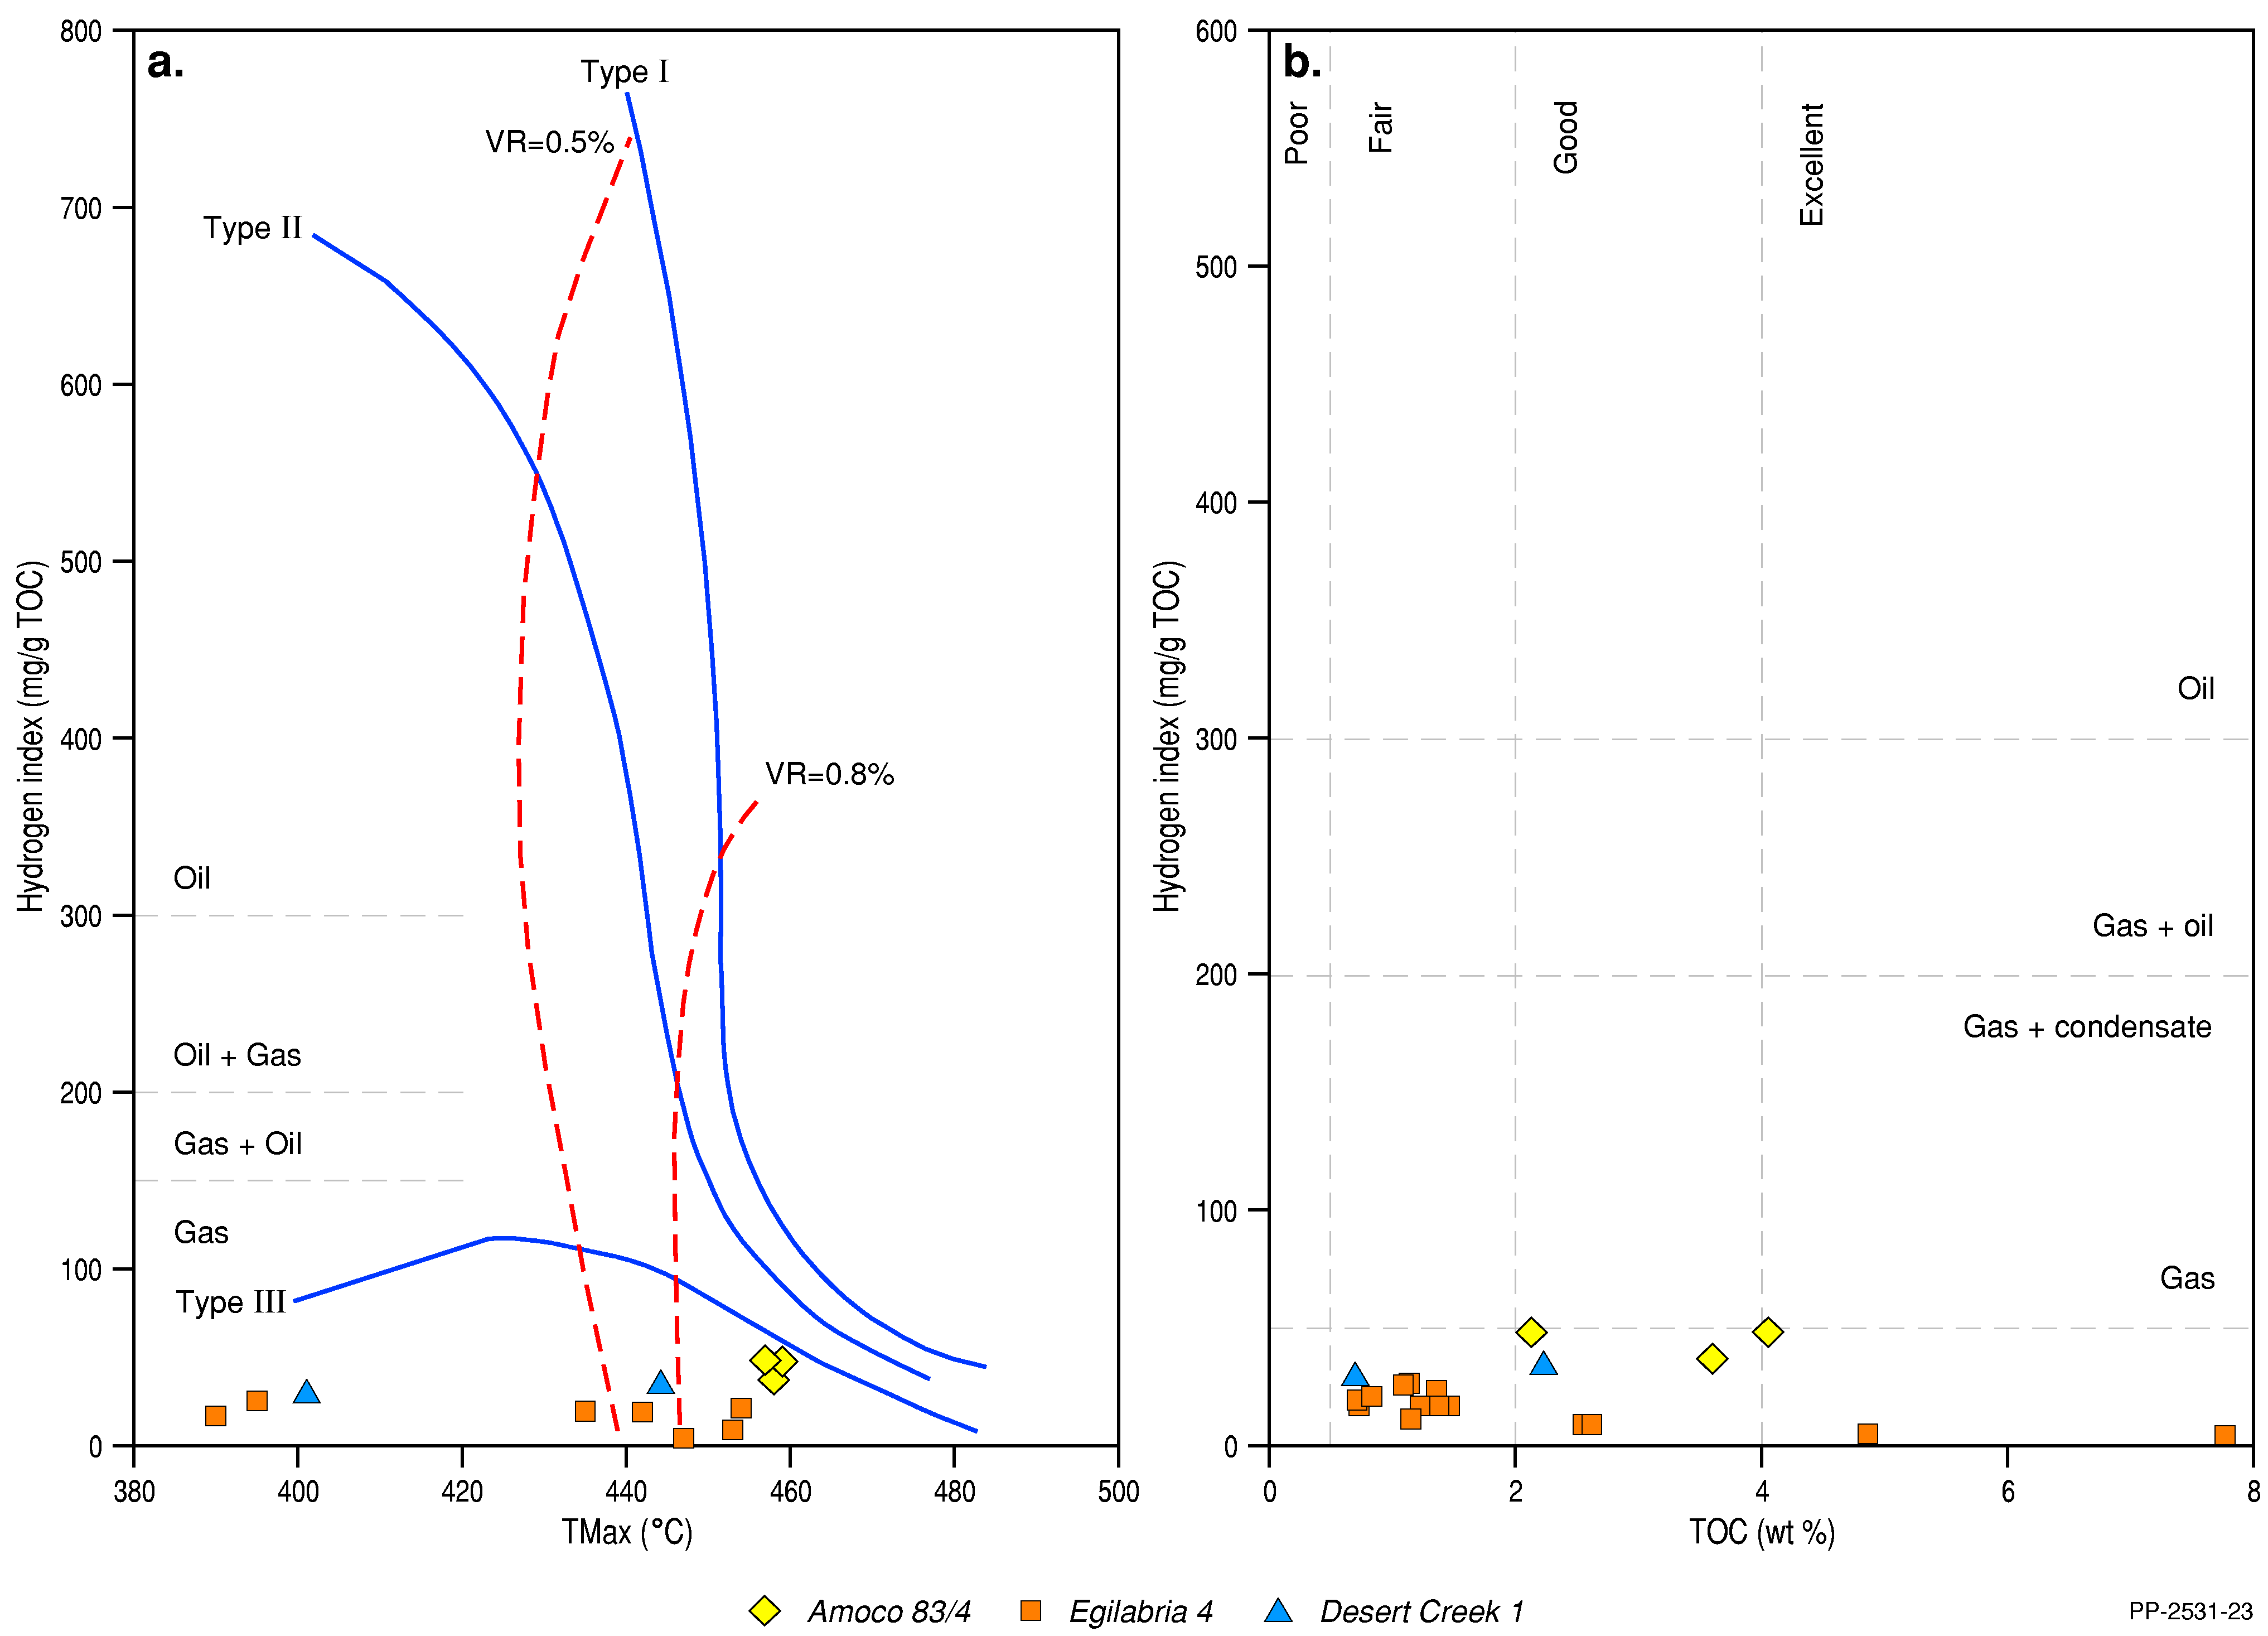 a.
800
700
600
500
400
300
200
100
0
Hydrogen index (mg/g TOC)
Type I
VR=0.5%
Type II
VR=0.8%
Oil
Oil + Gas
Gas + Oil
Gas
Type III
380
400
420
440
460
480
500
TMax (°C)
b.
600
500
400
300
200
100
0
Hydrogen index (mg/g TOC)
Poor
Fair
Good
Excellent
Oil
Gas + oil
Gas + condensate
Gas
0
2
4
6
8
TOC (wt %)
Amoco 83/4
Egilabria 4
Desert Creek 1
PP-2531-23